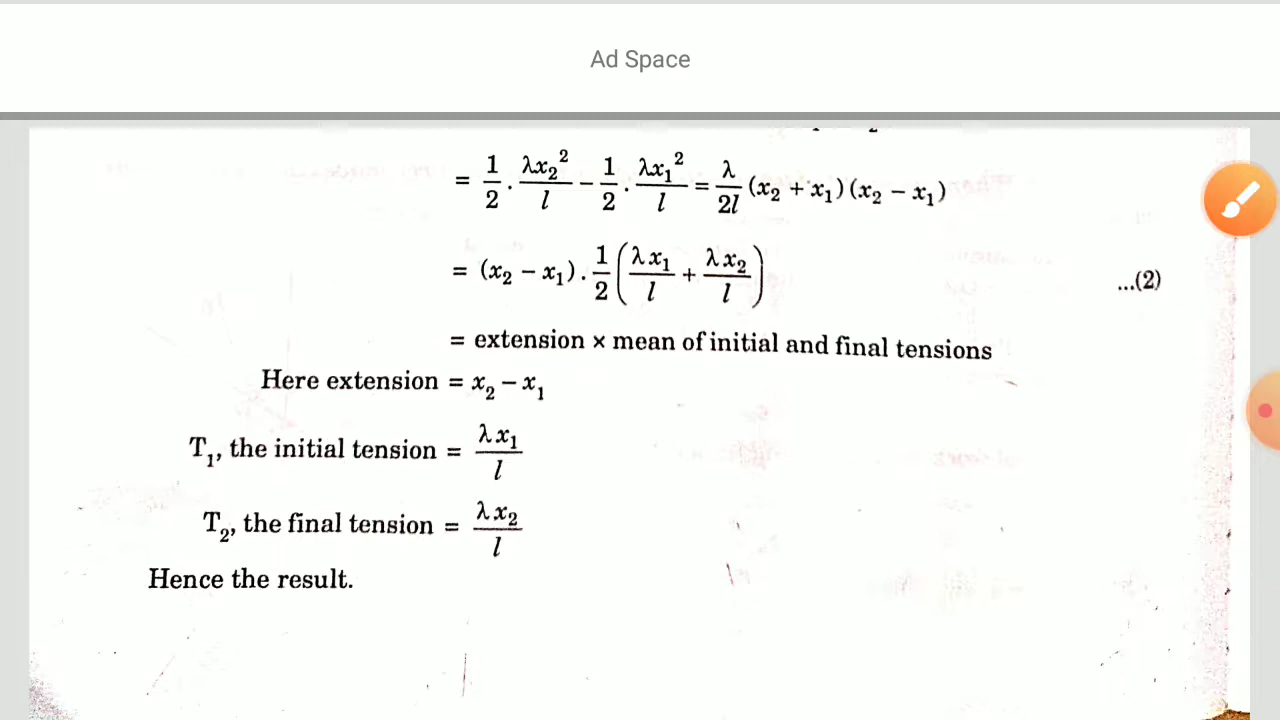 Ad Space
= 1/2 . λx₂²/l − 1/2 . λx₁²/l = λ/2l (x₂ + x₁) (x₂ − x₁)
= (x₂ − x₁) . 1/2 (λx₁/l + λx₂/l) ...(2)
= extension × mean of initial and final tensions
Here extension = x₂ − x₁
T₁, the initial tension = λx₁/l
T₂, the final tension = λx₂/l
Hence the result.